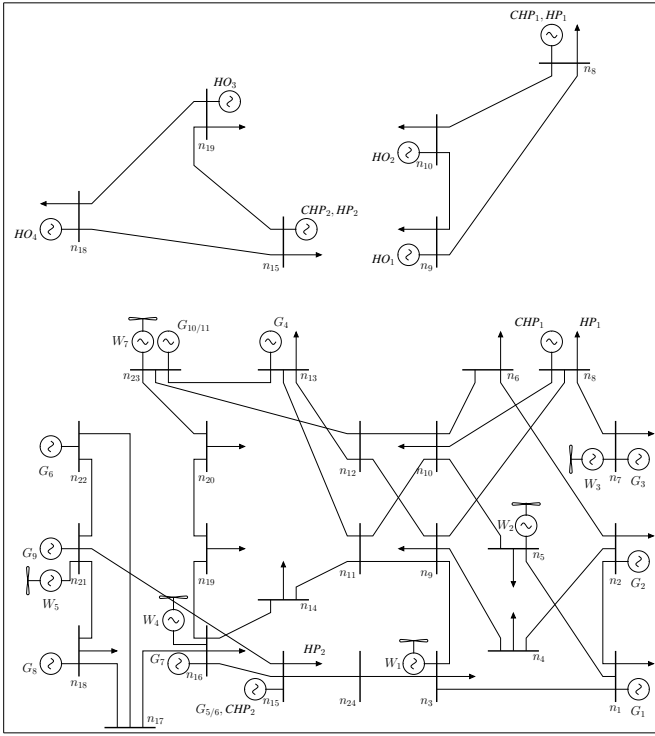 CHP1, HP1
n8
HO3
n19
HO2
n10
CHP2, HP2
HO4
n18
n15
HO1
n9
W7
G10/11
G4
CHP1
HP1
n23
n13
n6
n8
G6
n22
n20
n12
n10
W3
n7
G3
W2
n5
G9
n21
W5
n19
n11
n9
n2
G2
n14
W4
n4
G8
n18
G7
n16
HP2
W1
n15
G5/6, CHP2
n24
n3
n1
G1
n17